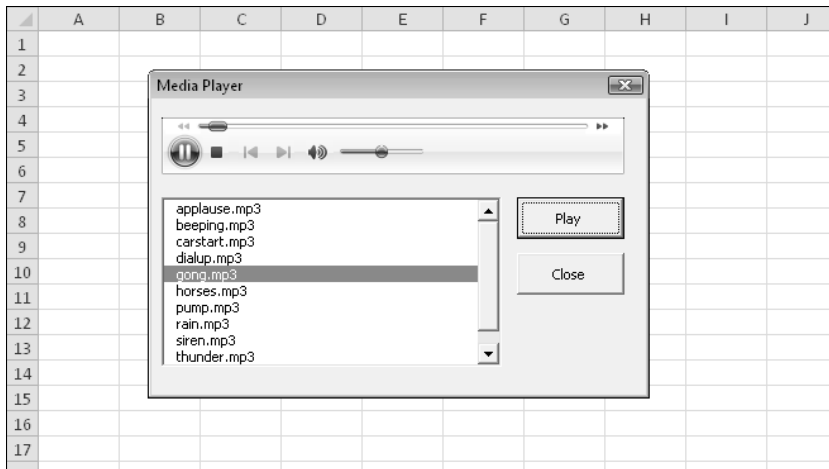 A B C D E F G H I J
1
2
Media Player
3
4
5
6
7
applause.mp3
8
Play
beeping.mp3
9
carstart.mp3
dialup.mp3
10
gong.mp3
Close
11
horses.mp3
pump.mp3
12
rain.mp3
13
siren.mp3
thunder.mp3
14
15
16
17